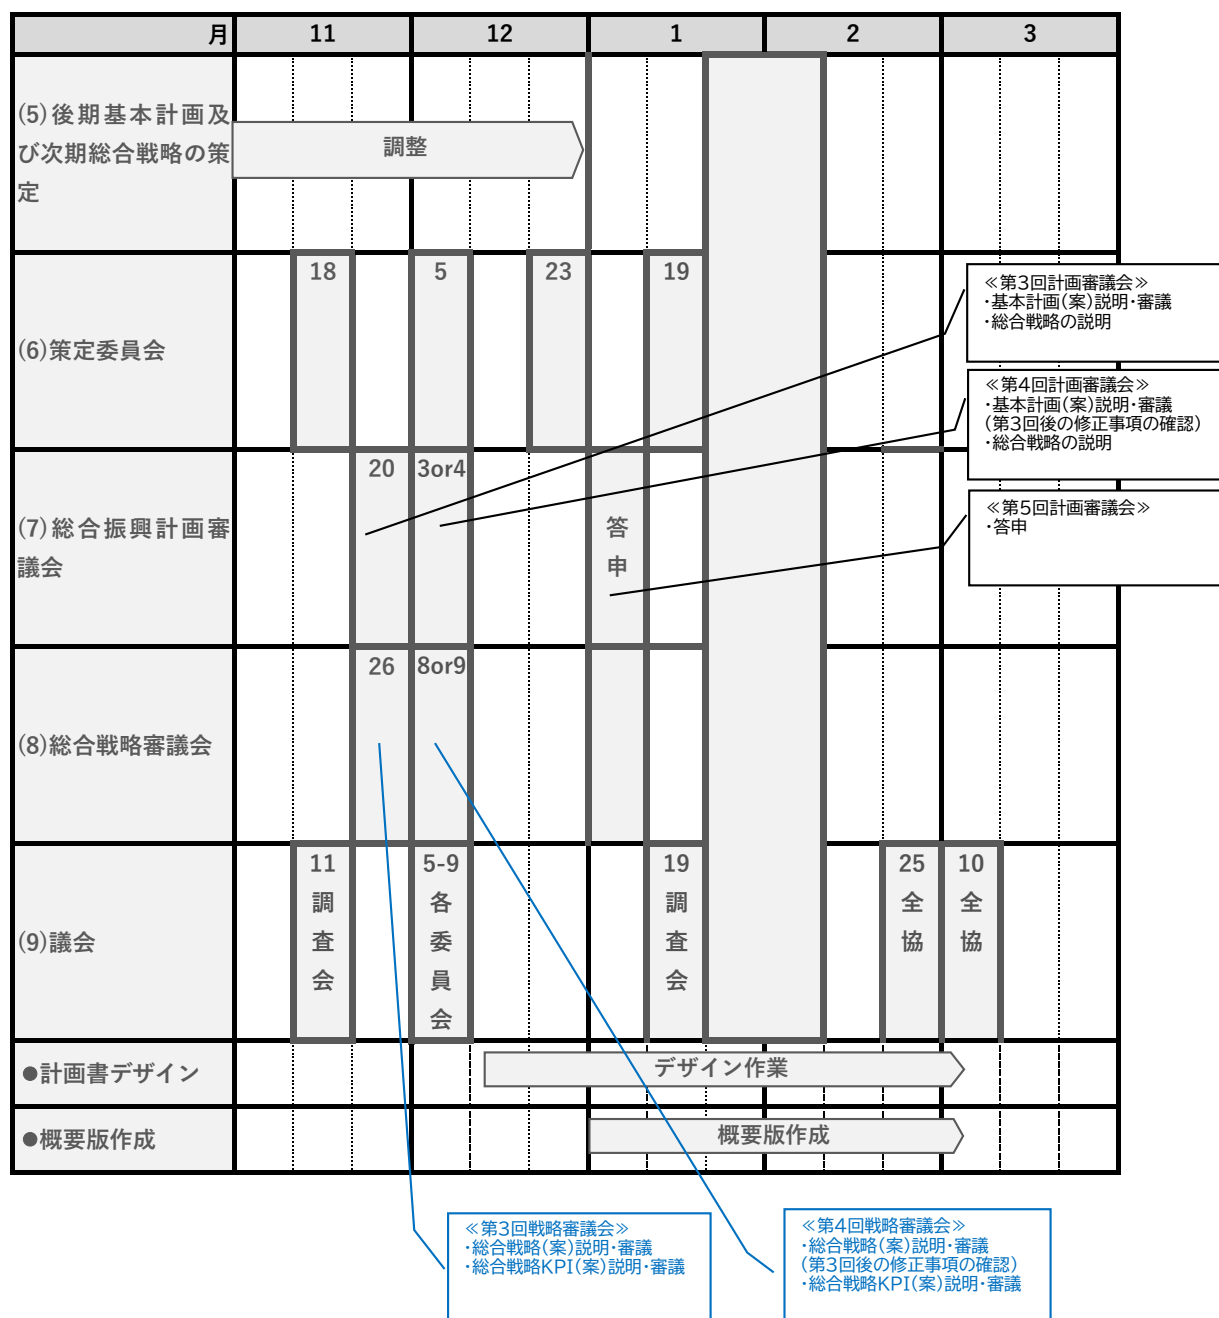 月 11 12 1 2 3
(5)後期基本計画及
び次期総合戦略の策
定
調整
(6)策定委員会
18 5 23 19
≪第3回計画審議会≫
・基本計画(案)説明・審議
・総合戦略の説明
≪第4回計画審議会≫
・基本計画(案)説明・審議
(第3回後の修正事項の確認)
・総合戦略の説明
(7)総合振興計画審
議会
20 3or4
答
申
≪第5回計画審議会≫
・答申
(8)総合戦略審議会
26 8or9
(9)議会
11
調
査
会
5-9
各
委
員
会
19
調
査
会
25
全
協
10
全
協
●計画書デザイン
デザイン作業
●概要版作成
概要版作成
≪第3回戦略審議会≫
・総合戦略(案)説明・審議
・総合戦略KPI(案)説明・審議
≪第4回戦略審議会≫
・総合戦略(案)説明・審議
(第3回後の修正事項の確認)
・総合戦略KPI(案)説明・審議